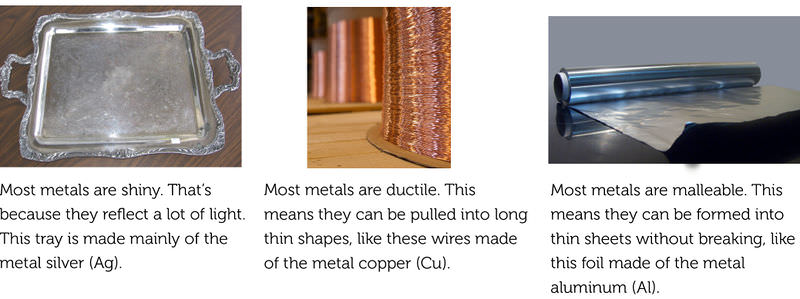 Most metals are shiny. That's
because they reflect a lot of light.
This tray is made mainly of the
metal silver (Ag).
Most metals are ductile. This
means they can be pulled into long
thin shapes, like these wires made
of the metal copper (Cu).
Most metals are malleable. This
means they can be formed into
thin sheets without breaking, like
this foil made of the metal
aluminum (Al).